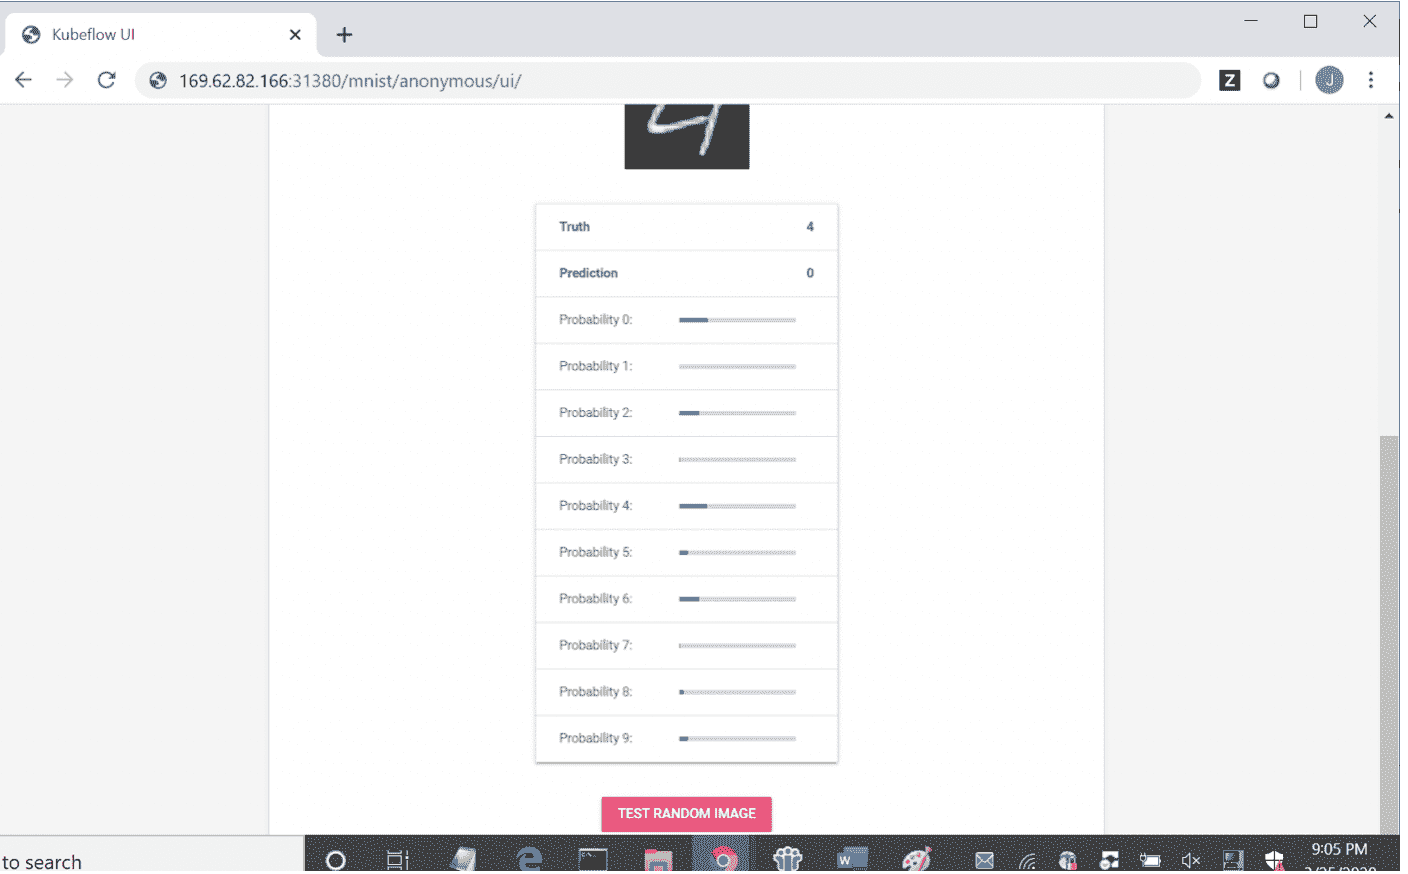 Kubeflow UI
169.62.82.166:31380/mnist/anonymous/ui/
Z
J
4
Truth 4
Prediction 0
Probability 0:
Probability 1:
Probability 2:
Probability 3:
Probability 4:
Probability 5:
Probability 6:
Probability 7:
Probability 8:
Probability 9:
TEST RANDOM IMAGE
to search
W
9:05 PM